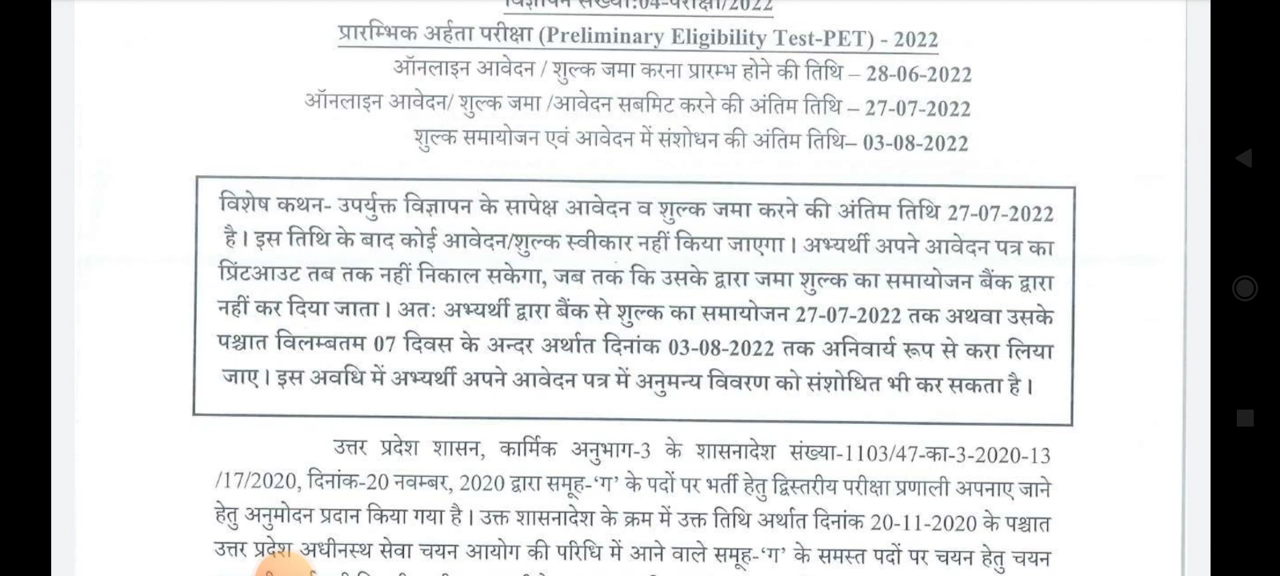 विज्ञापन संख्या:04-परीक्षा/2022
प्रारम्भिक अर्हता परीक्षा (Preliminary Eligibility Test-PET) - 2022
ऑनलाइन आवेदन / शुल्क जमा करना प्रारम्भ होने की तिथि – 28-06-2022
ऑनलाइन आवेदन/ शुल्क जमा /आवेदन सबमिट करने की अंतिम तिथि – 27-07-2022
शुल्क समायोजन एवं आवेदन में संशोधन की अंतिम तिथि– 03-08-2022
विशेष कथन- उपर्युक्त विज्ञापन के सापेक्ष आवेदन व शुल्क जमा करने की अंतिम तिथि 27-07-2022
है। इस तिथि के बाद कोई आवेदन/शुल्क स्वीकार नहीं किया जाएगा। अभ्यर्थी अपने आवेदन पत्र का
प्रिंटआउट तब तक नहीं निकाल सकेगा, जब तक कि उसके द्वारा जमा शुल्क का समायोजन बैंक द्वारा
नहीं कर दिया जाता। अतः अभ्यर्थी द्वारा बैंक से शुल्क का समायोजन 27-07-2022 तक अथवा उसके
पश्चात विलम्बतम 07 दिवस के अन्दर अर्थात दिनांक 03-08-2022 तक अनिवार्य रूप से करा लिया
जाए। इस अवधि में अभ्यर्थी अपने आवेदन पत्र में अनुमन्य विवरण को संशोधित भी कर सकता है।
उत्तर प्रदेश शासन, कार्मिक अनुभाग-3 के शासनादेश संख्या-1103/47-का-3-2020-13
/17/2020, दिनांक-20 नवम्बर, 2020 द्वारा समूह-‘ग’ के पदों पर भर्ती हेतु द्विस्तरीय परीक्षा प्रणाली अपनाए जाने
हेतु अनुमोदन प्रदान किया गया है। उक्त शासनादेश के क्रम में उक्त तिथि अर्थात दिनांक 20-11-2020 के पश्चात
उत्तर प्रदेश अधीनस्थ सेवा चयन आयोग की परिधि में आने वाले समूह-‘ग’ के समस्त पदों पर चयन हेतु चयन